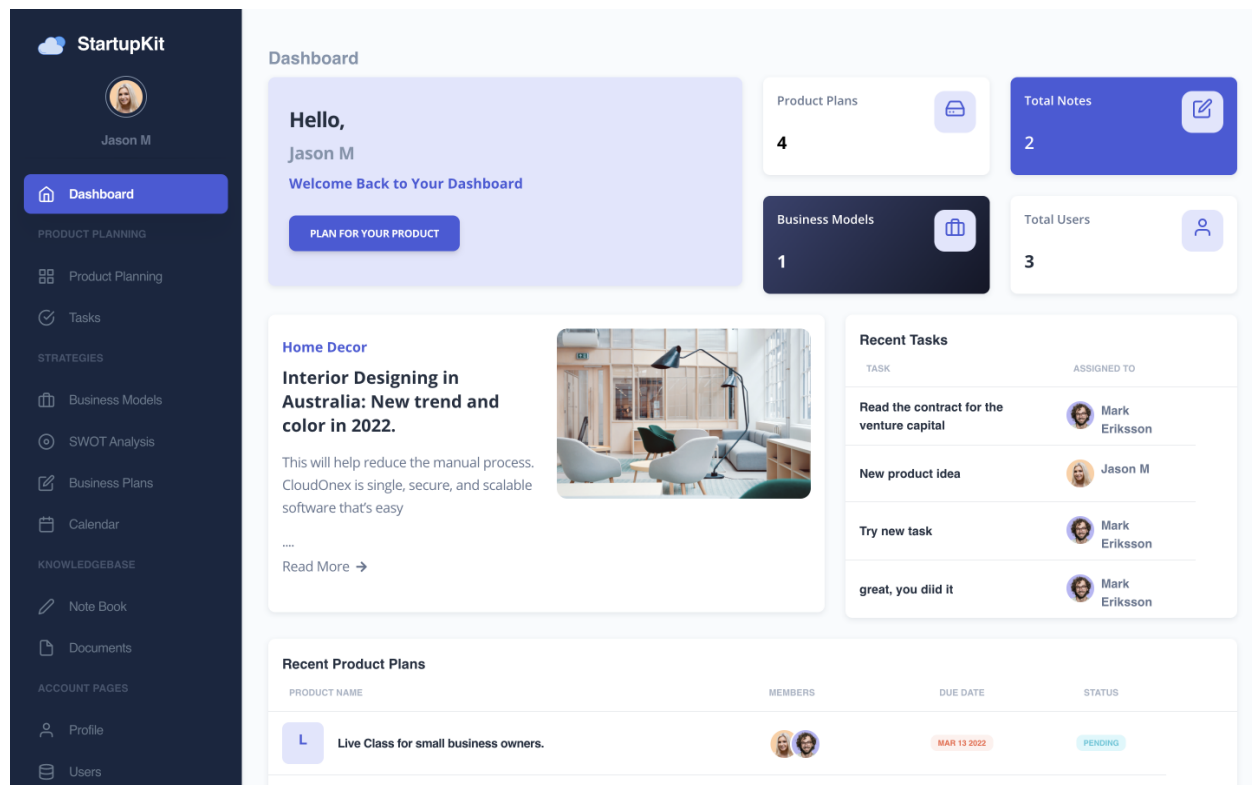 StartupKit
Jason M
Dashboard
PRODUCT PLANNING
Product Planning
Tasks
STRATEGIES
Business Models
SWOT Analysis
Business Plans
Calendar
KNOWLEDGEBASE
Note Book
Documents
ACCOUNT PAGES
Profile
Users
Dashboard
Hello,
Jason M
Welcome Back to Your Dashboard
PLAN FOR YOUR PRODUCT
Product Plans
4
Total Notes
2
Business Models
1
Total Users
3
Home Decor
Interior Designing in
Australia: New trend and
color in 2022.
This will help reduce the manual process.
CloudOnex is single, secure, and scalable
software that's easy
....
Read More →
Recent Tasks
TASK ASSIGNED TO
Read the contract for the
venture capital
Mark
Eriksson
New product idea
Jason M
Try new task
Mark
Eriksson
great, you diid it
Mark
Eriksson
Recent Product Plans
PRODUCT NAME MEMBERS DUE DATE STATUS
L Live Class for small business owners. MAR 13 2022 PENDING